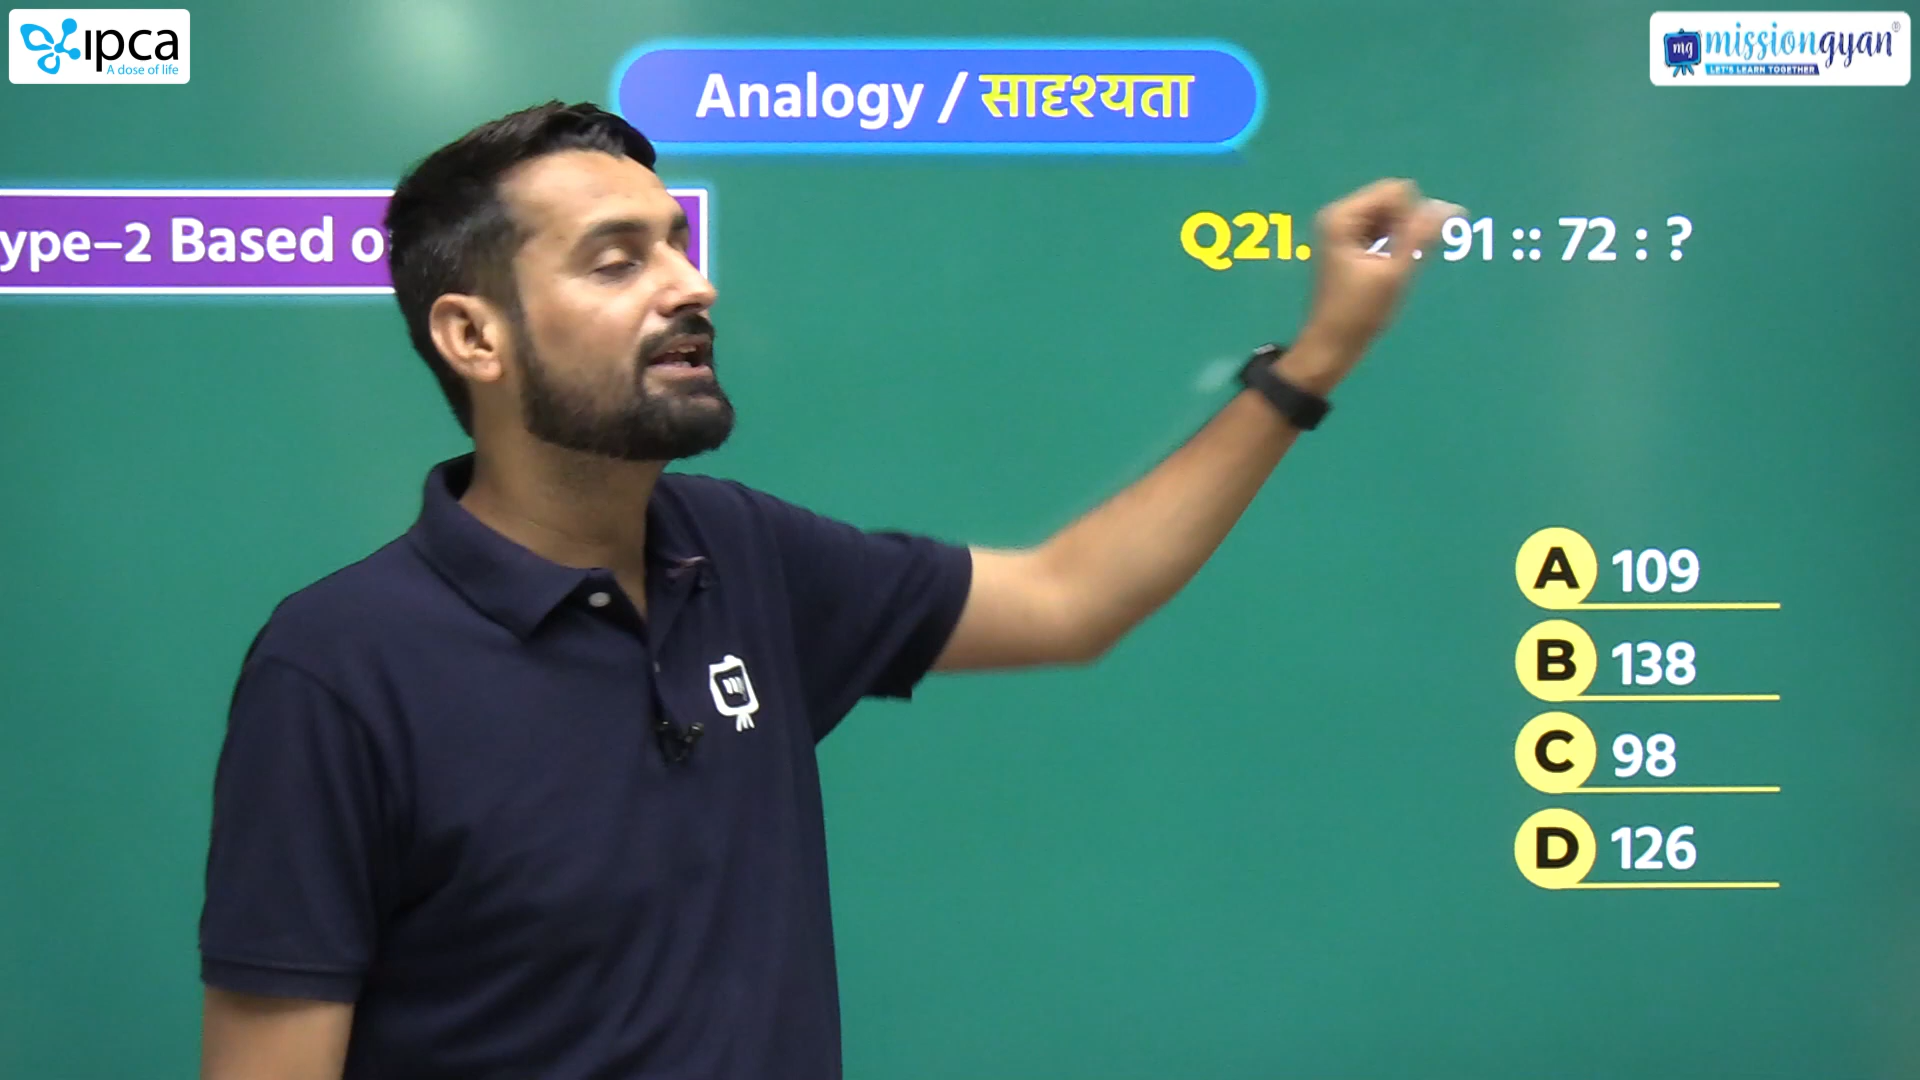 ipca
A dose of life
missiongyan®
LET'S LEARN TOGETHER
Analogy / सादृश्यता
ype–2 Based o
Q21. 2 : 91 :: 72 : ?
A 109
B 138
C 98
D 126